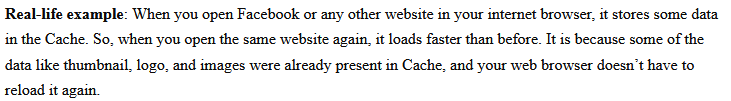 Real-life example: When you open Facebook or any other website in your internet browser, it stores some data
in the Cache. So, when you open the same website again, it loads faster than before. It is because some of the
data like thumbnail, logo, and images were already present in Cache, and your web browser doesn’t have to
reload it again.